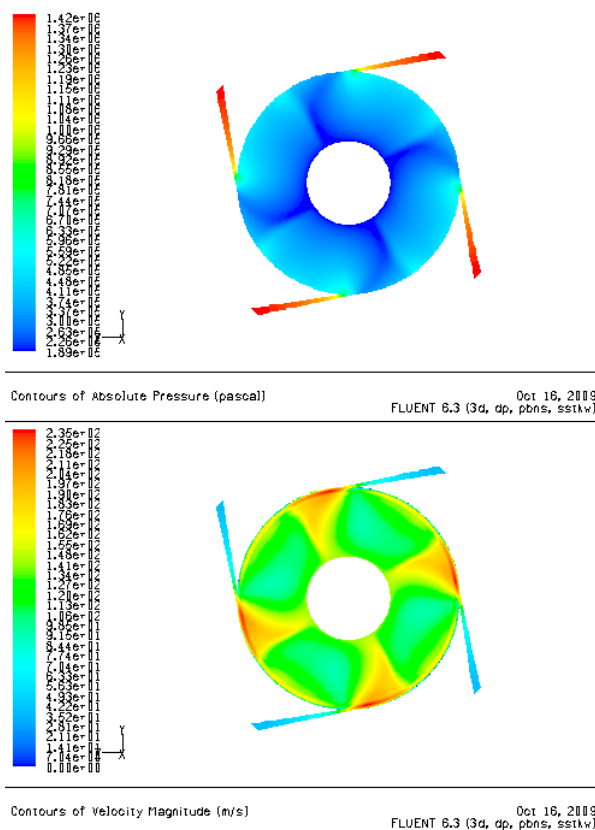 1.42e+06
1.37e+06
1.34e+06
1.30e+06
1.26e+06
1.23e+06
1.19e+06
1.15e+06
1.11e+06
1.08e+06
1.04e+06
1.00e+06
9.66e+05
9.29e+05
8.92e+05
8.55e+05
8.18e+05
7.81e+05
7.44e+05
7.07e+05
6.70e+05
6.33e+05
5.96e+05
5.59e+05
5.22e+05
4.85e+05
4.48e+05
4.11e+05
3.74e+05
3.37e+05
3.00e+05
2.63e+05
2.26e+05
1.89e+05
Y
X
Contours of Absolute Pressure (pascal)
Oct 16, 2009
FLUENT 6.3 (3d, dp, pbns, sstkw)
2.35e+02
2.25e+02
2.18e+02
2.11e+02
2.04e+02
1.97e+02
1.90e+02
1.83e+02
1.76e+02
1.69e+02
1.62e+02
1.55e+02
1.48e+02
1.41e+02
1.34e+02
1.27e+02
1.20e+02
1.13e+02
1.06e+02
9.85e+01
9.15e+01
8.44e+01
7.74e+01
7.04e+01
6.33e+01
5.63e+01
4.93e+01
4.22e+01
3.52e+01
2.81e+01
2.11e+01
1.41e+01
7.04e+00
0.00e+00
Y
X
Contours of Velocity Magnitude (m/s)
Oct 16, 2009
FLUENT 6.3 (3d, dp, pbns, sstkw)